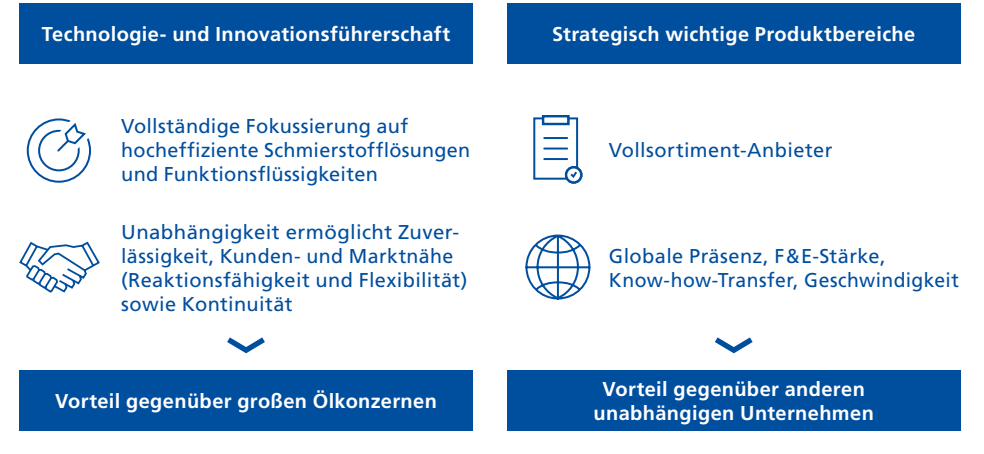 Technologie- und Innovationsführerschaft
Vollständige Fokussierung auf
hocheffiziente Schmierstofflösungen
und Funktionsflüssigkeiten
Unabhängigkeit ermöglicht Zuver-
lässigkeit, Kunden- und Marktnähe
(Reaktionsfähigkeit und Flexibilität)
sowie Kontinuität
Vorteil gegenüber großen Ölkonzernen
Strategisch wichtige Produktbereiche
Vollsortiment-Anbieter
Globale Präsenz, F&E-Stärke,
Know-how-Transfer, Geschwindigkeit
Vorteil gegenüber anderen
unabhängigen Unternehmen